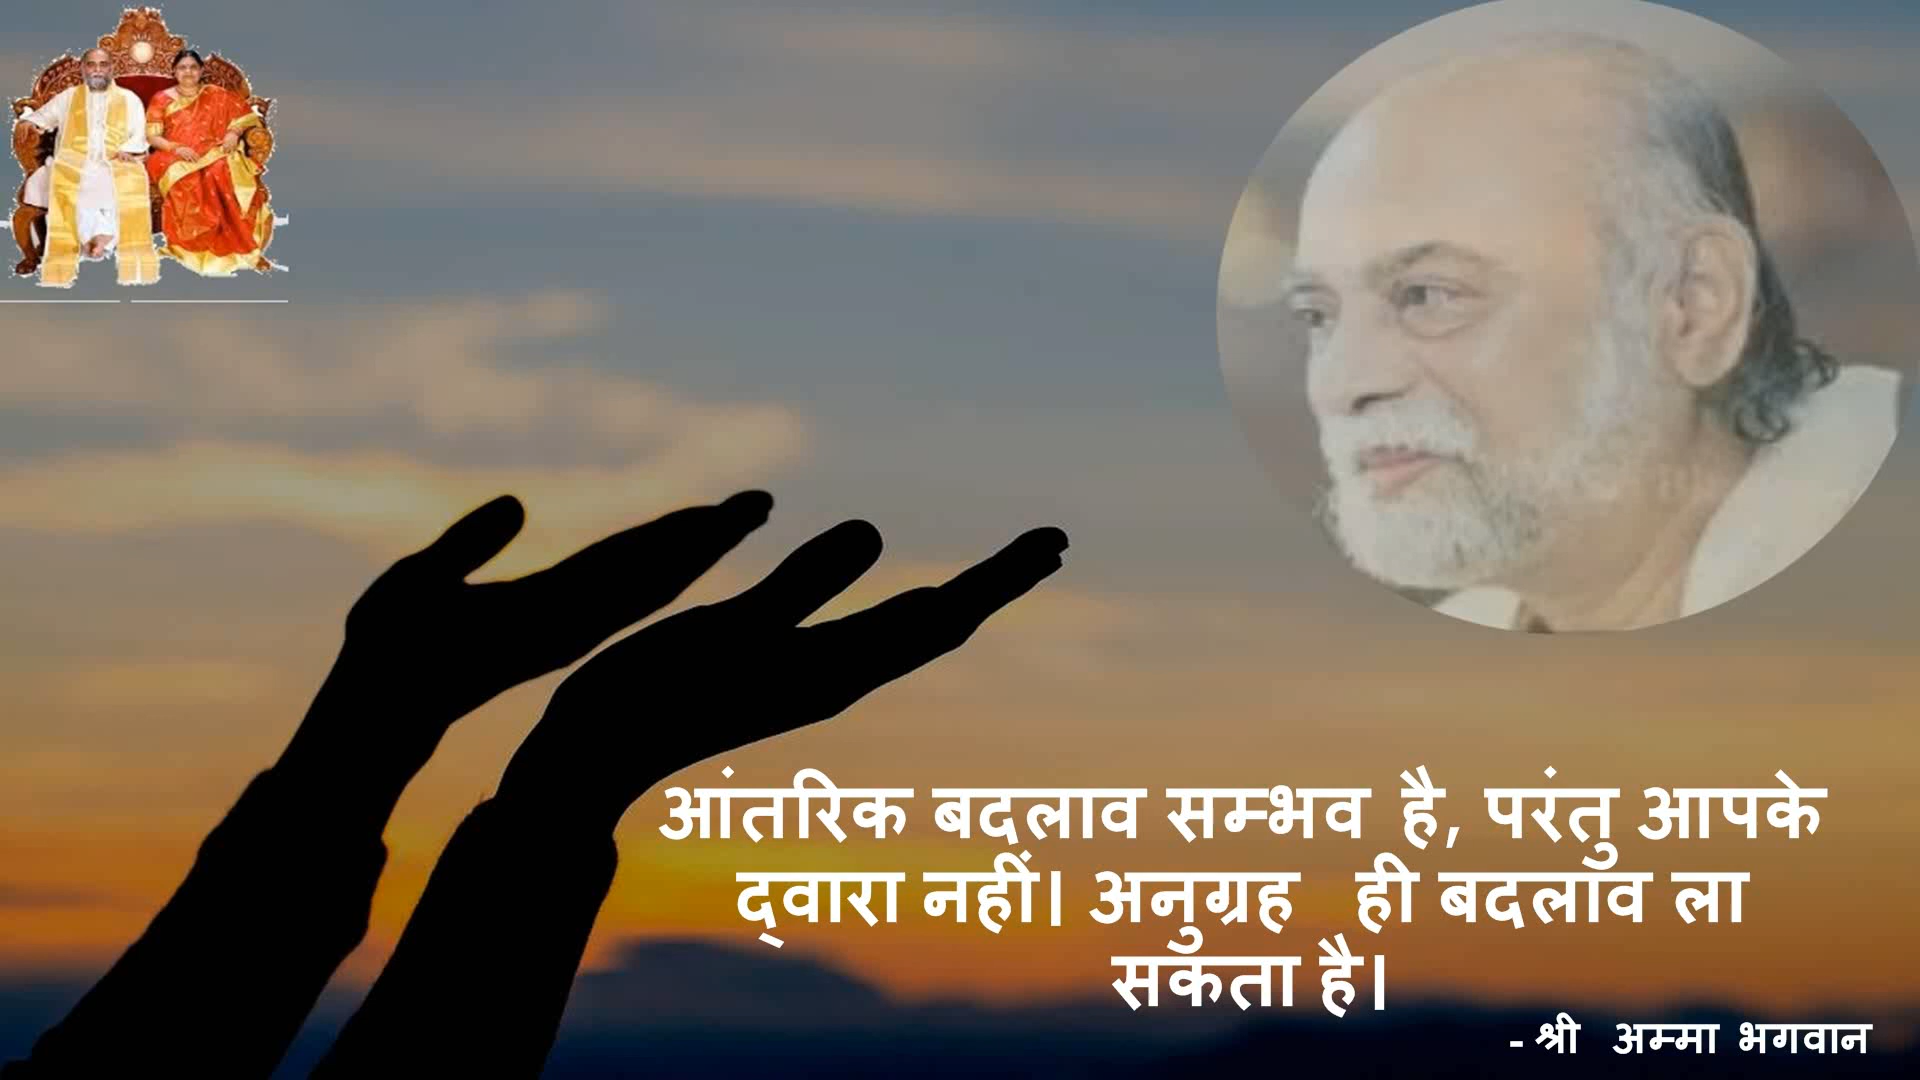 आंतरिक बदलाव सम्भव है, परंतु आपके
द्वारा नहीं। अनुग्रह ही बदलाव ला
सकता है।
- श्री अम्मा भगवान